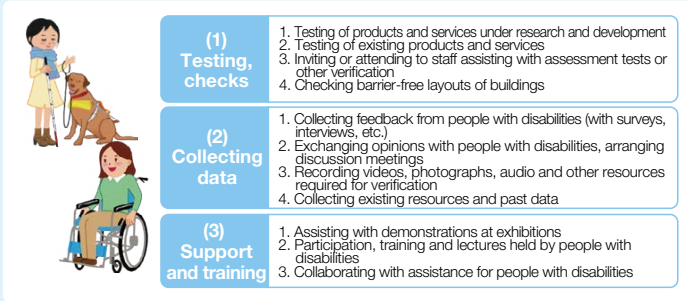 (1)
Testing,
checks
1. Testing of products and services under research and development
2. Testing of existing products and services
3. Inviting or attending to staff assisting with assessment tests or
other verification
4. Checking barrier-free layouts of buildings
(2)
Collecting
data
1. Collecting feedback from people with disabilities (with surveys,
interviews, etc.)
2. Exchanging opinions with people with disabilities, arranging
discussion meetings
3. Recording videos, photographs, audio and other resources
required for verification
4. Collecting existing resources and past data
(3)
Support
and training
1. Assisting with demonstrations at exhibitions
2. Participation, training and lectures held by people with
disabilities
3. Collaborating with assistance for people with disabilities